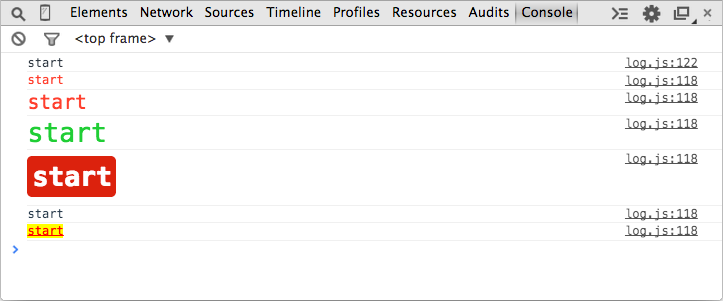 Elements Network Sources Timeline Profiles Resources Audits Console
<top frame> ▼
start log.js:122
start log.js:118
start log.js:118
start log.js:118
start log.js:118
start log.js:118
start log.js:118